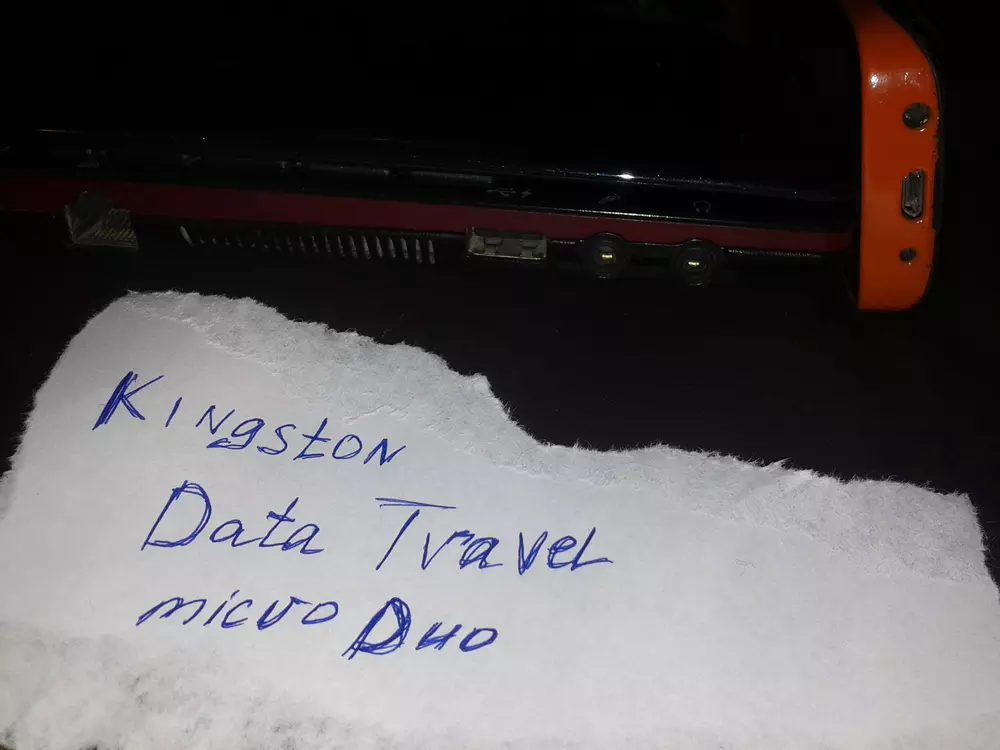 Kingston
Data Travel
micro Duo